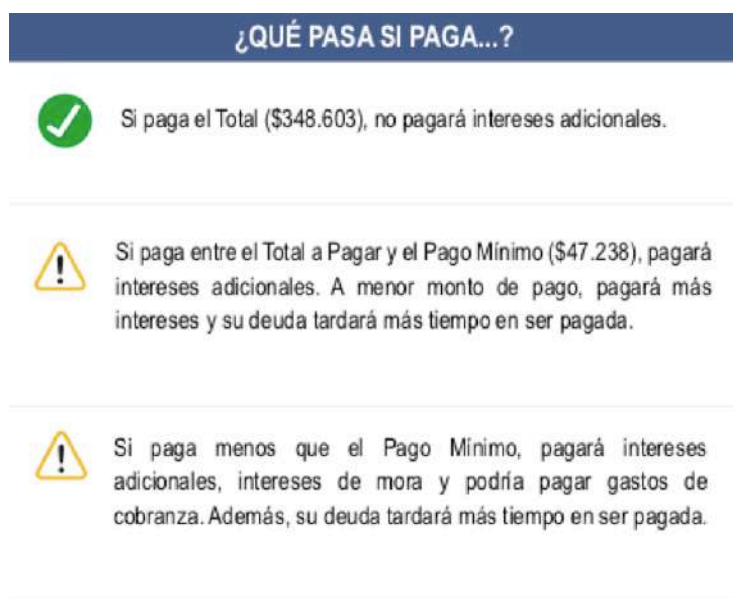 ¿QUÉ PASA SI PAGA...?
Si paga el Total ($348.603), no pagará intereses adicionales.
Si paga entre el Total a Pagar y el Pago Mínimo ($47.238), pagará
intereses adicionales. A menor monto de pago, pagará más
intereses y su deuda tardará más tiempo en ser pagada.
Si paga menos que el Pago Mínimo, pagará intereses
adicionales, intereses de mora y podría pagar gastos de
cobranza. Además, su deuda tardará más tiempo en ser pagada.